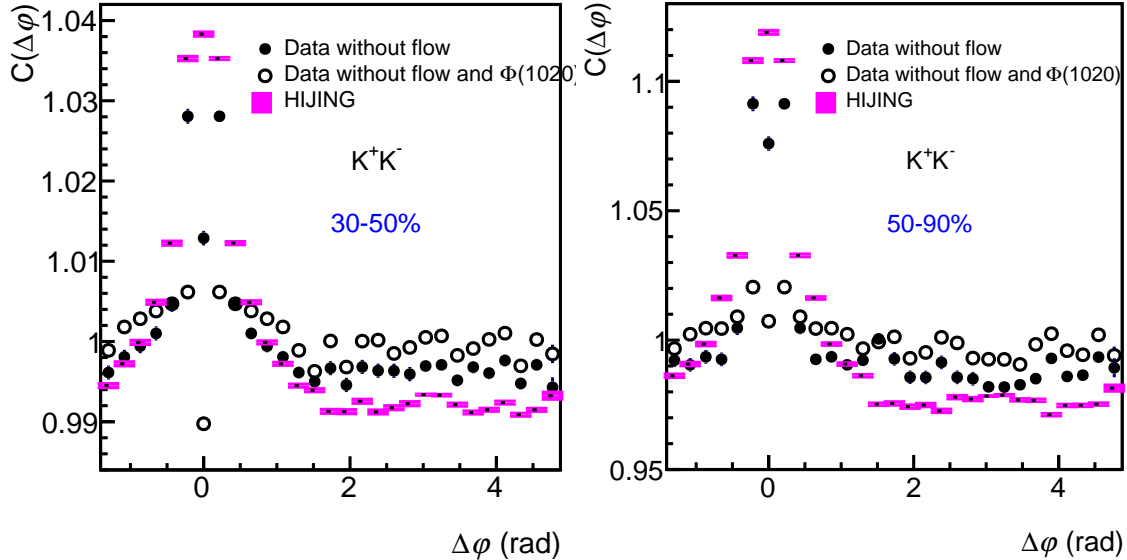 C(Δφ)
1.04
1.03
1.02
1.01
1
0.99
Data without flow
Data without flow and Φ(1020)
HIJING
K⁺K⁻
30-50%
0
2
4
Δφ (rad)
C(Δφ)
1.1
1.05
1
0.95
Data without flow
Data without flow and Φ(1020)
HIJING
K⁺K⁻
50-90%
0
2
4
Δφ (rad)